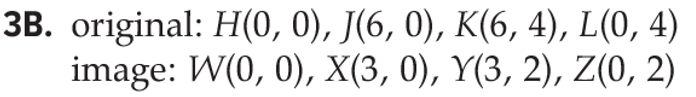 3B. original: H(0, 0), J(6, 0), K(6, 4), L(0, 4)
image: W(0, 0), X(3, 0), Y(3, 2), Z(0, 2)